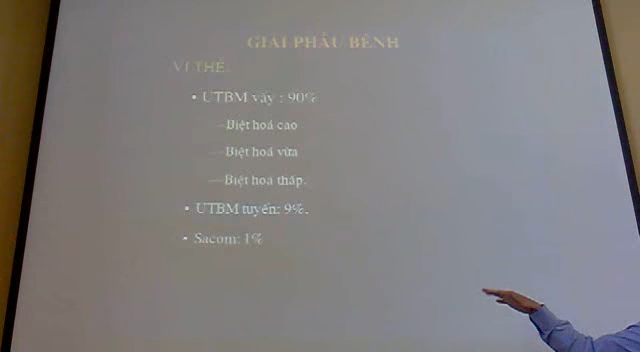 GIẢI PHẪU BỆNH
VI THỂ:
• UTBM vảy : 90%
– Biệt hoá cao
– Biệt hoá vừa
– Biệt hoá thấp.
• UTBM tuyến: 9%.
• Sacom: 1%